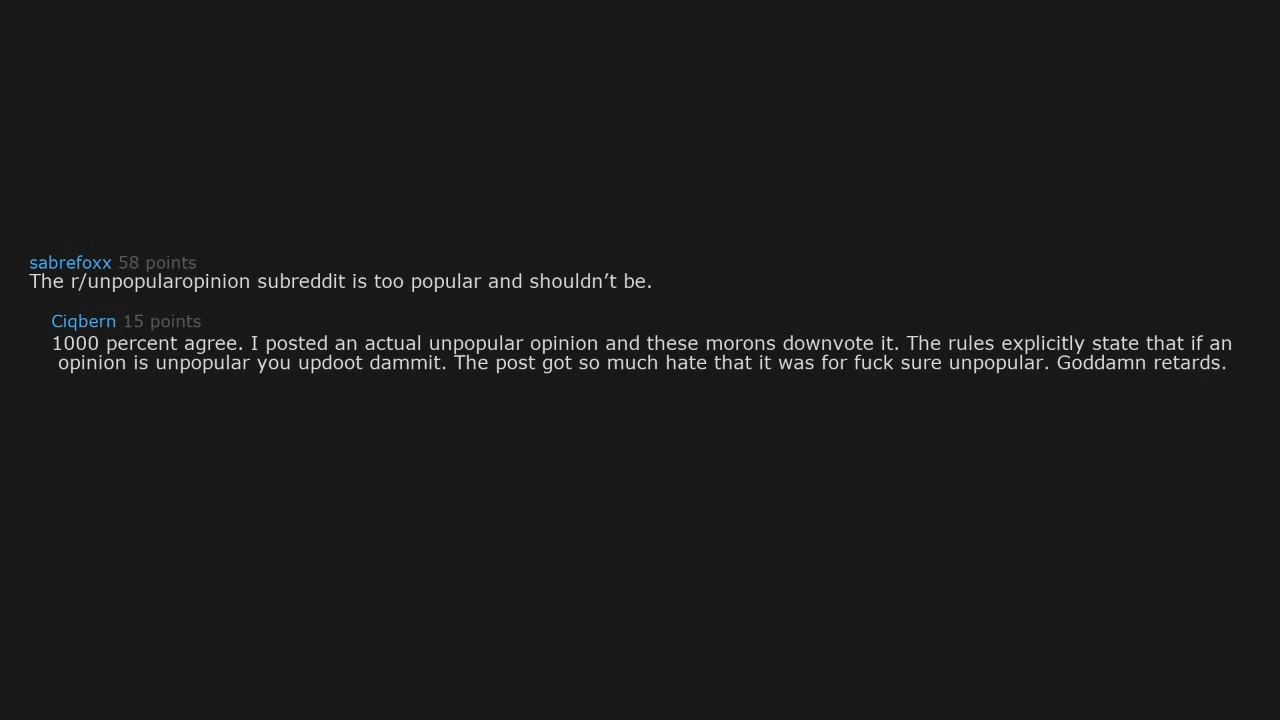 sabrefoxx 58 points
The r/unpopularopinion subreddit is too popular and shouldn’t be.
Ciqbern 15 points
1000 percent agree. I posted an actual unpopular opinion and these morons downvote it. The rules explicitly state that if an
opinion is unpopular you updoot dammit. The post got so much hate that it was for fuck sure unpopular. Goddamn retards.